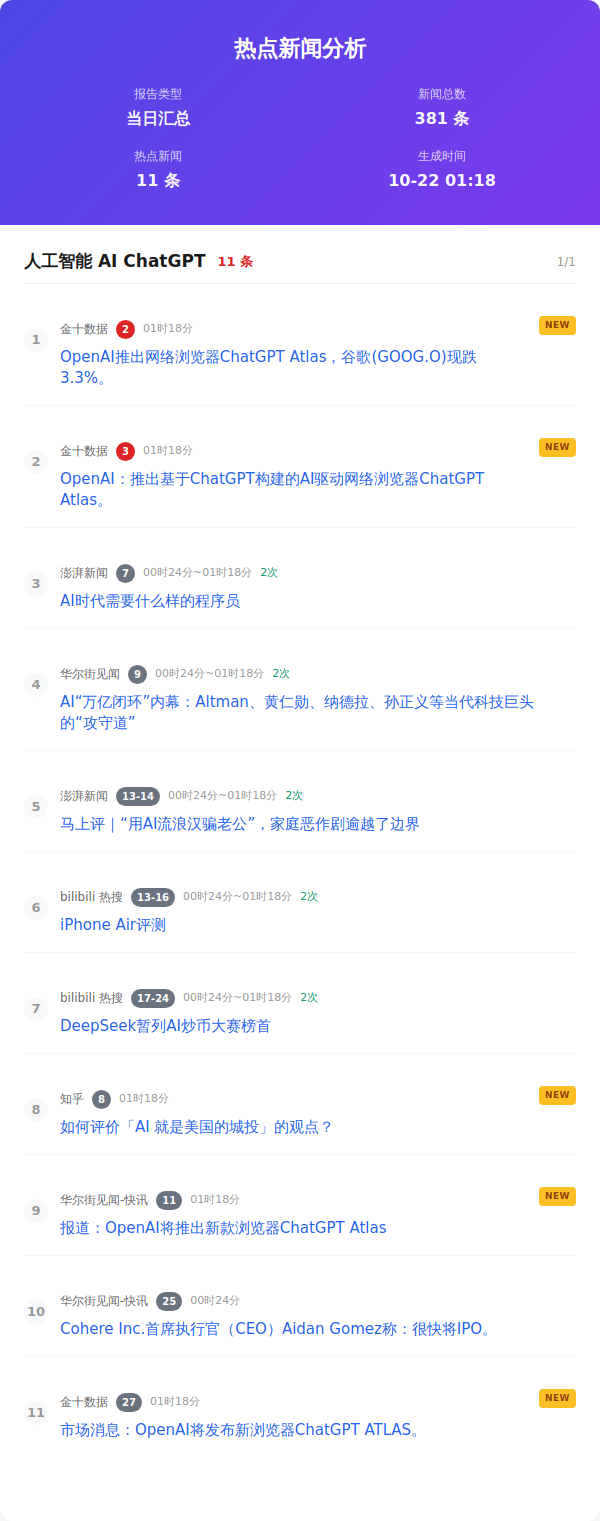 热点新闻分析
报告类型
新闻总数
当日汇总
381 条
热点新闻
生成时间
11 条
10-22 01:18
人工智能 AI ChatGPT 11 条 1/1
1
金十数据 2 01时18分
NEW
OpenAI推出网络浏览器ChatGPT Atlas，谷歌(GOOG.O)现跌
3.3%。
2
金十数据 3 01时18分
NEW
OpenAI：推出基于ChatGPT构建的AI驱动网络浏览器ChatGPT
Atlas。
3
澎湃新闻 7 00时24分~01时18分 2次
AI时代需要什么样的程序员
4
华尔街见闻 9 00时24分~01时18分 2次
AI“万亿闭环”内幕：Altman、黄仁勋、纳德拉、孙正义等当代科技巨头
的“攻守道”
5
澎湃新闻 13-14 00时24分~01时18分 2次
马上评｜“用AI流浪汉骗老公”，家庭恶作剧逾越了边界
6
bilibili 热搜 13-16 00时24分~01时18分 2次
iPhone Air评测
7
bilibili 热搜 17-24 00时24分~01时18分 2次
DeepSeek暂列AI炒币大赛榜首
8
知乎 8 01时18分
NEW
如何评价「AI 就是美国的城投」的观点？
9
华尔街见闻-快讯 11 01时18分
NEW
报道：OpenAI将推出新款浏览器ChatGPT Atlas
10
华尔街见闻-快讯 25 00时24分
Cohere Inc.首席执行官（CEO）Aidan Gomez称：很快将IPO。
11
金十数据 27 01时18分
NEW
市场消息：OpenAI将发布新浏览器ChatGPT ATLAS。